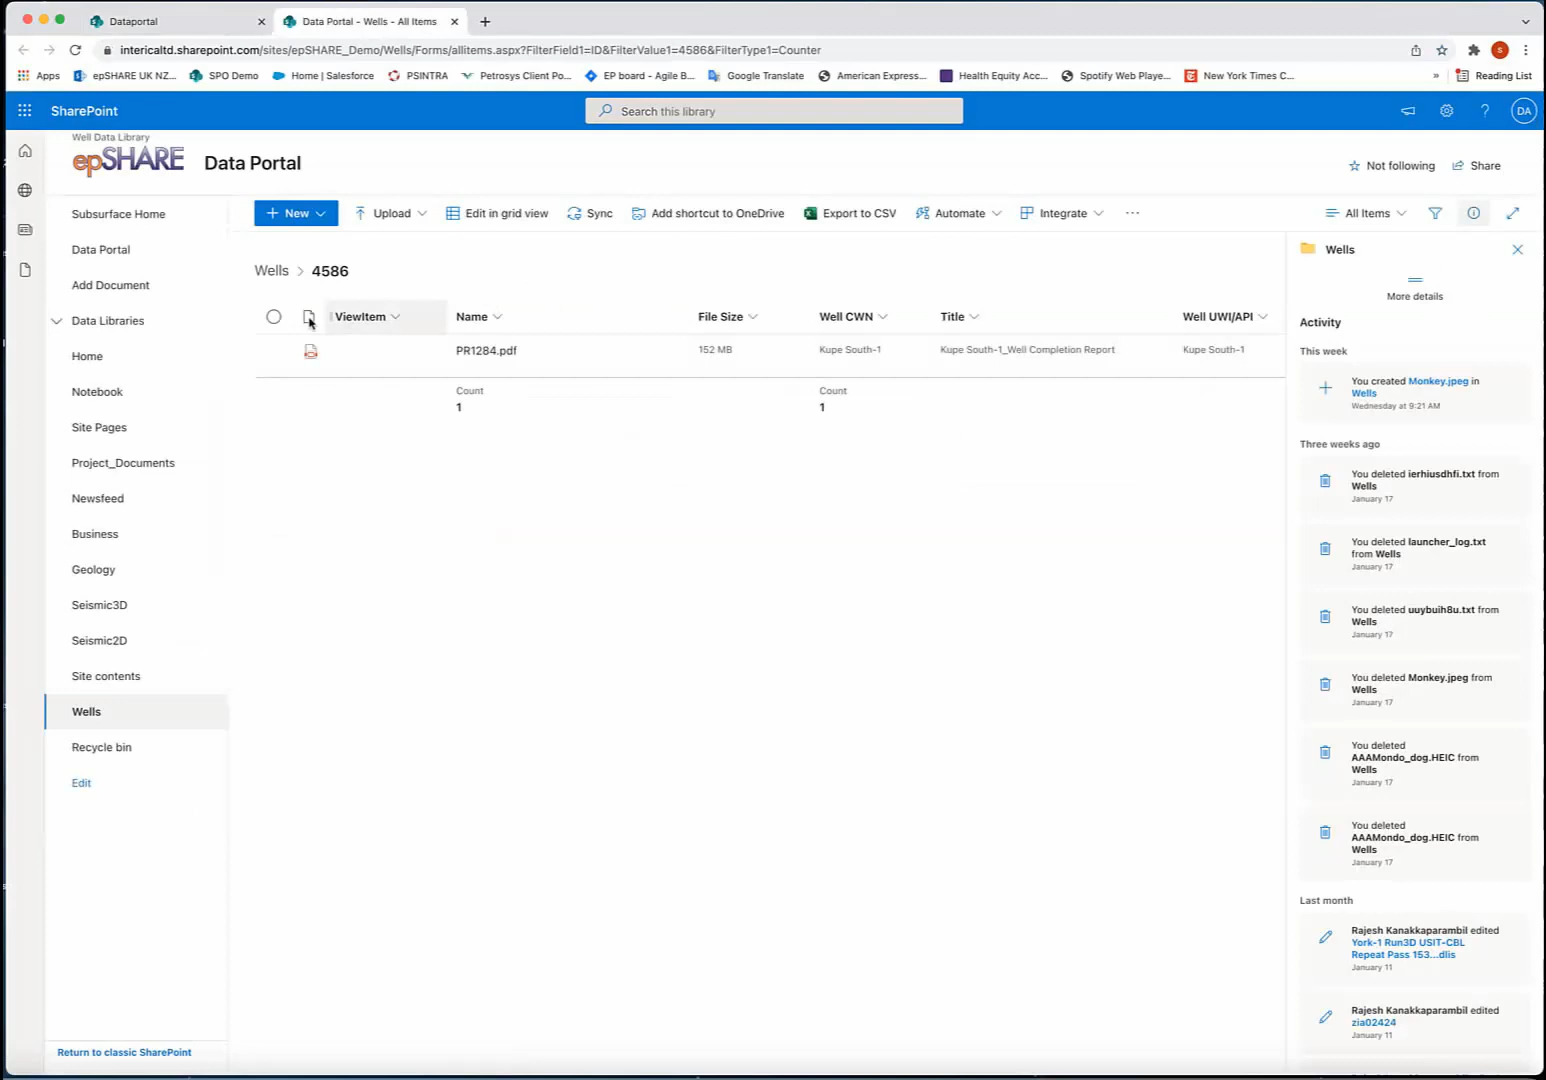 Dataportal
Data Portal - Wells - All Items
intericaltd.sharepoint.com/sites/epSHARE_Demo/Wells/Forms/allitems.aspx?FilterField1=ID&FilterValue1=4586&FilterType1=Counter
S
Apps epSHARE UK NZ... SPO Demo Home | Salesforce PSINTRA Petrosys Client Po... EP board - Agile B... Google Translate American Express... Health Equity Acc... Spotify Web Playe... New York Times C... » Reading List
SharePoint
Search this library
DA
Well Data Library
epSHARE
Data Portal
Not following Share
Subsurface Home
Data Portal
Add Document
Data Libraries
Home
Notebook
Site Pages
Project_Documents
Newsfeed
Business
Geology
Seismic3D
Seismic2D
Site contents
Wells
Recycle bin
Edit
Return to classic SharePoint
New Upload Edit in grid view Sync Add shortcut to OneDrive Export to CSV Automate Integrate ... All Items
Wells > 4586
ViewItem Name File Size Well CWN Title Well UWI/API
PR1284.pdf 152 MB Kupe South-1 Kupe South-1_Well Completion Report Kupe South-1
Count Count
1 1
Wells
More details
Activity
This week
You created Monkey.jpeg in
Wells
Wednesday at 9:21 AM
Three weeks ago
You deleted ierhiusdhfi.txt from
Wells
January 17
You deleted launcher_log.txt
from Wells
January 17
You deleted uuybuih8u.txt from
Wells
January 17
You deleted Monkey.jpeg from
Wells
January 17
You deleted
AAAMondo_dog.HEIC from
Wells
January 17
You deleted
AAAMondo_dog.HEIC from
Wells
January 17
Last month
Rajesh Kanakkaparambil edited
York-1 Run3D USIT-CBL
Repeat Pass 153...dlis
January 11
Rajesh Kanakkaparambil edited
zia02424
January 11